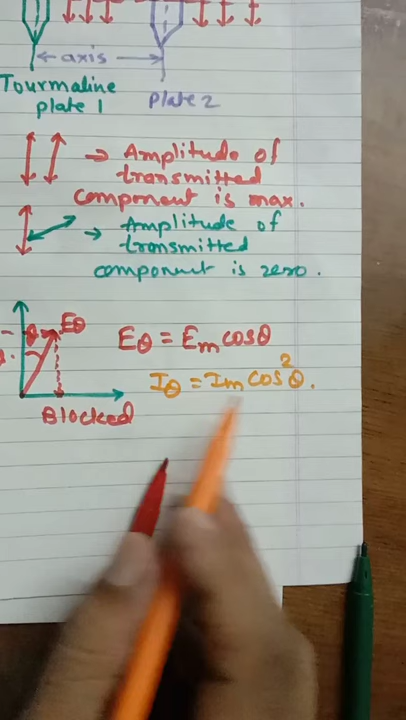 axis
Tourmaline
plate 1
Plate 2
→ Amplitude of
transmitted
component is max.
→ Amplitude of
transmitted
component is zero.
Eθ
Eθ = Em cosθ
Iθ = Im cos²θ.
Blocked